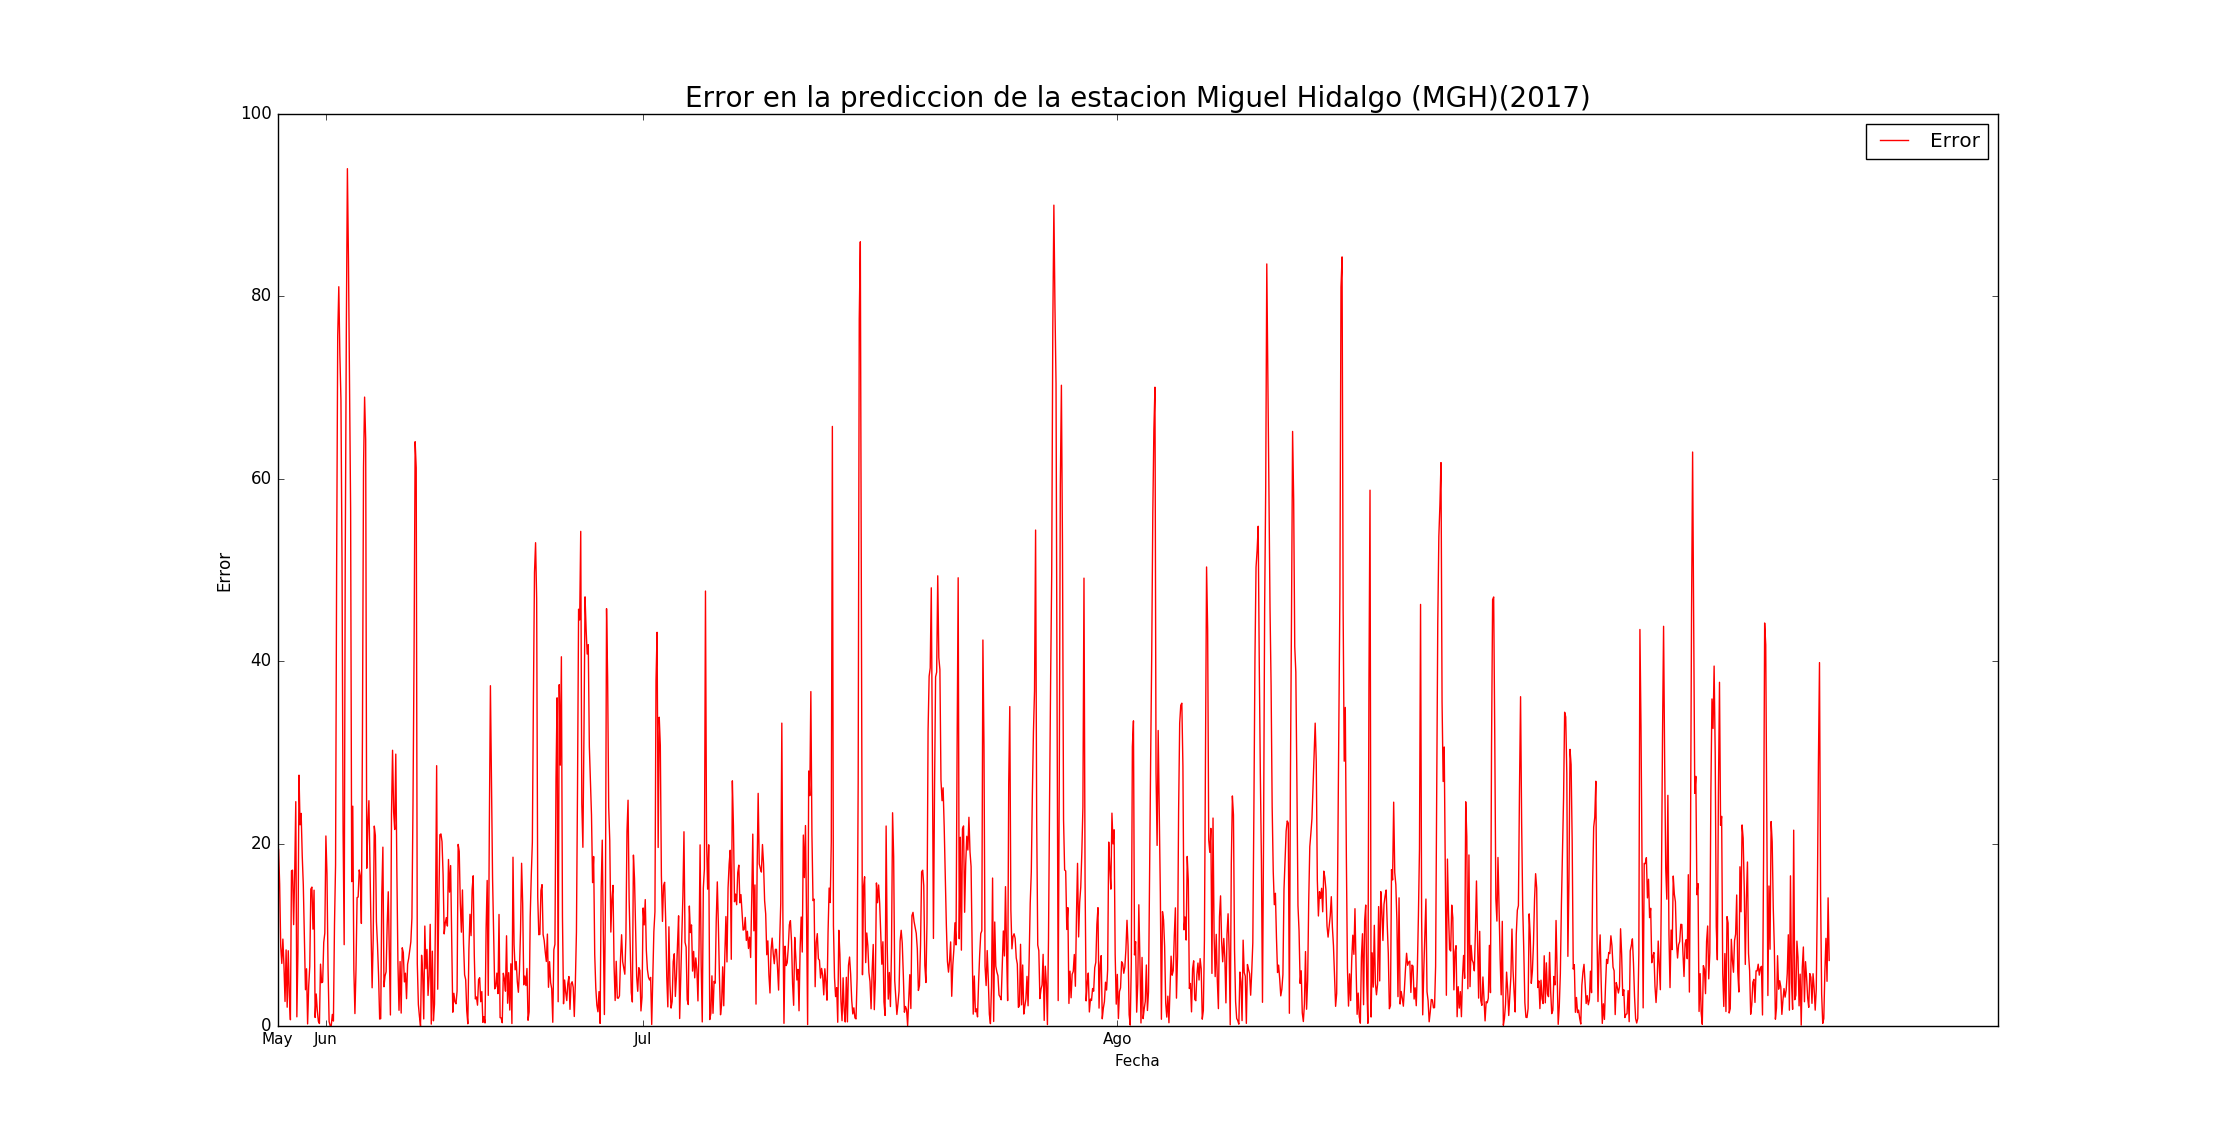 Error en la prediccion de la estacion Miguel Hidalgo (MGH)(2017)
100
80
60
40
20
0
Error
Error
May Jun Jul Ago
Fecha